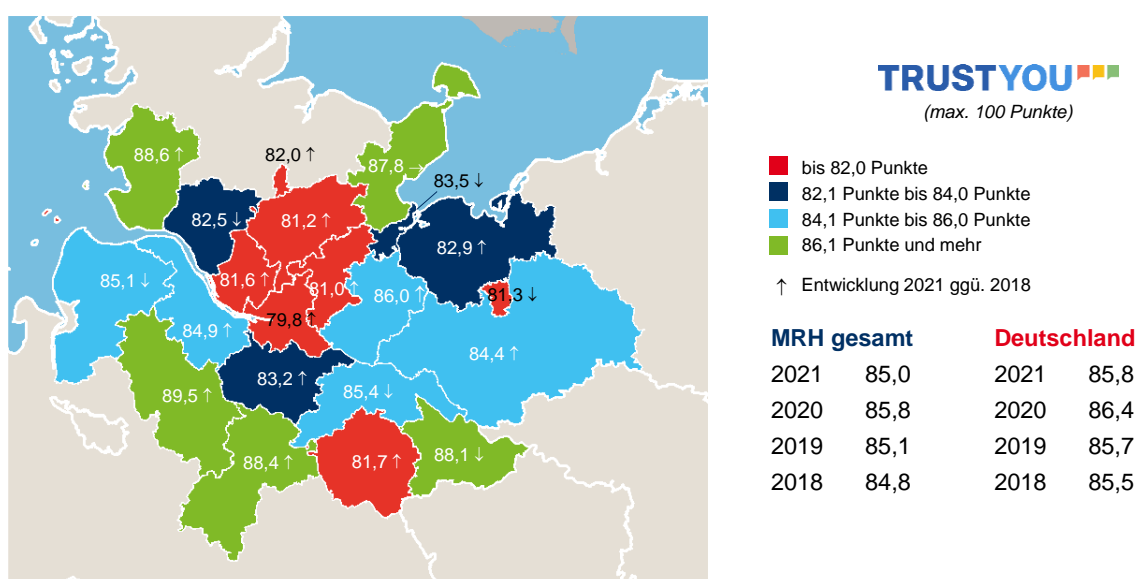 TRUSTYOU
(max. 100 Punkte)
88,6 ↑
82,0 ↑
87,8 →
83,5 ↓
82,5 ↓
81,2 ↑
82,9 ↑
85,1 ↓
81,6 ↑
81,0 ↑
86,0 ↑
81,3 ↓
84,9 ↑
79,8 ↑
84,4 ↑
89,5 ↑
83,2 ↑
85,4 ↓
88,4 ↑
81,7 ↑
88,1 ↓
bis 82,0 Punkte
82,1 Punkte bis 84,0 Punkte
84,1 Punkte bis 86,0 Punkte
86,1 Punkte und mehr
↑ Entwicklung 2021 ggü. 2018
MRH gesamt Deutschland
2021 85,0 2021 85,8
2020 85,8 2020 86,4
2019 85,1 2019 85,7
2018 84,8 2018 85,5